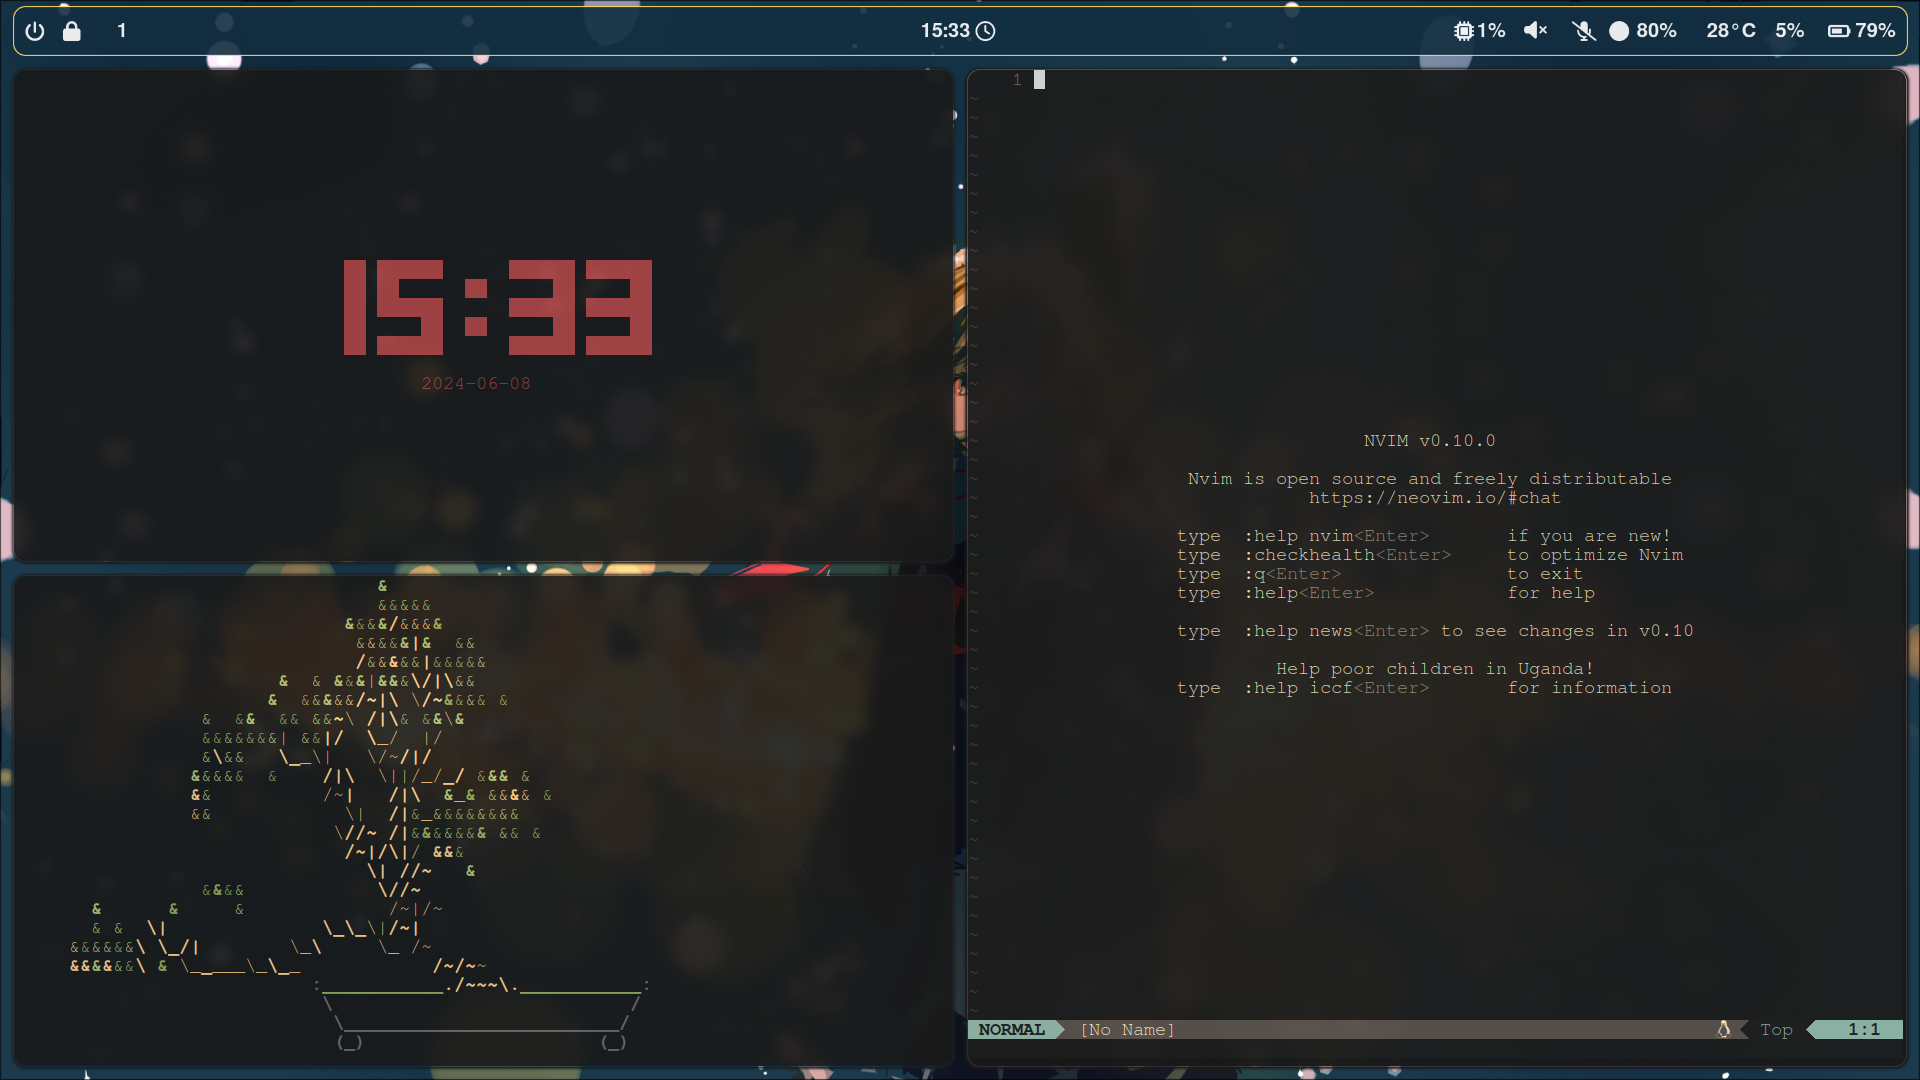 1
15:33
1%
80%
28°C
5%
79%
15:33
2024-06-08
1
NVIM v0.10.0
Nvim is open source and freely distributable
https://neovim.io/#chat
type :help nvim<Enter> if you are new!
type :checkhealth<Enter> to optimize Nvim
type :q<Enter> to exit
type :help<Enter> for help
type :help news<Enter> to see changes in v0.10
Help poor children in Uganda!
type :help iccf<Enter> for information
NORMAL [No Name] Top 1:1